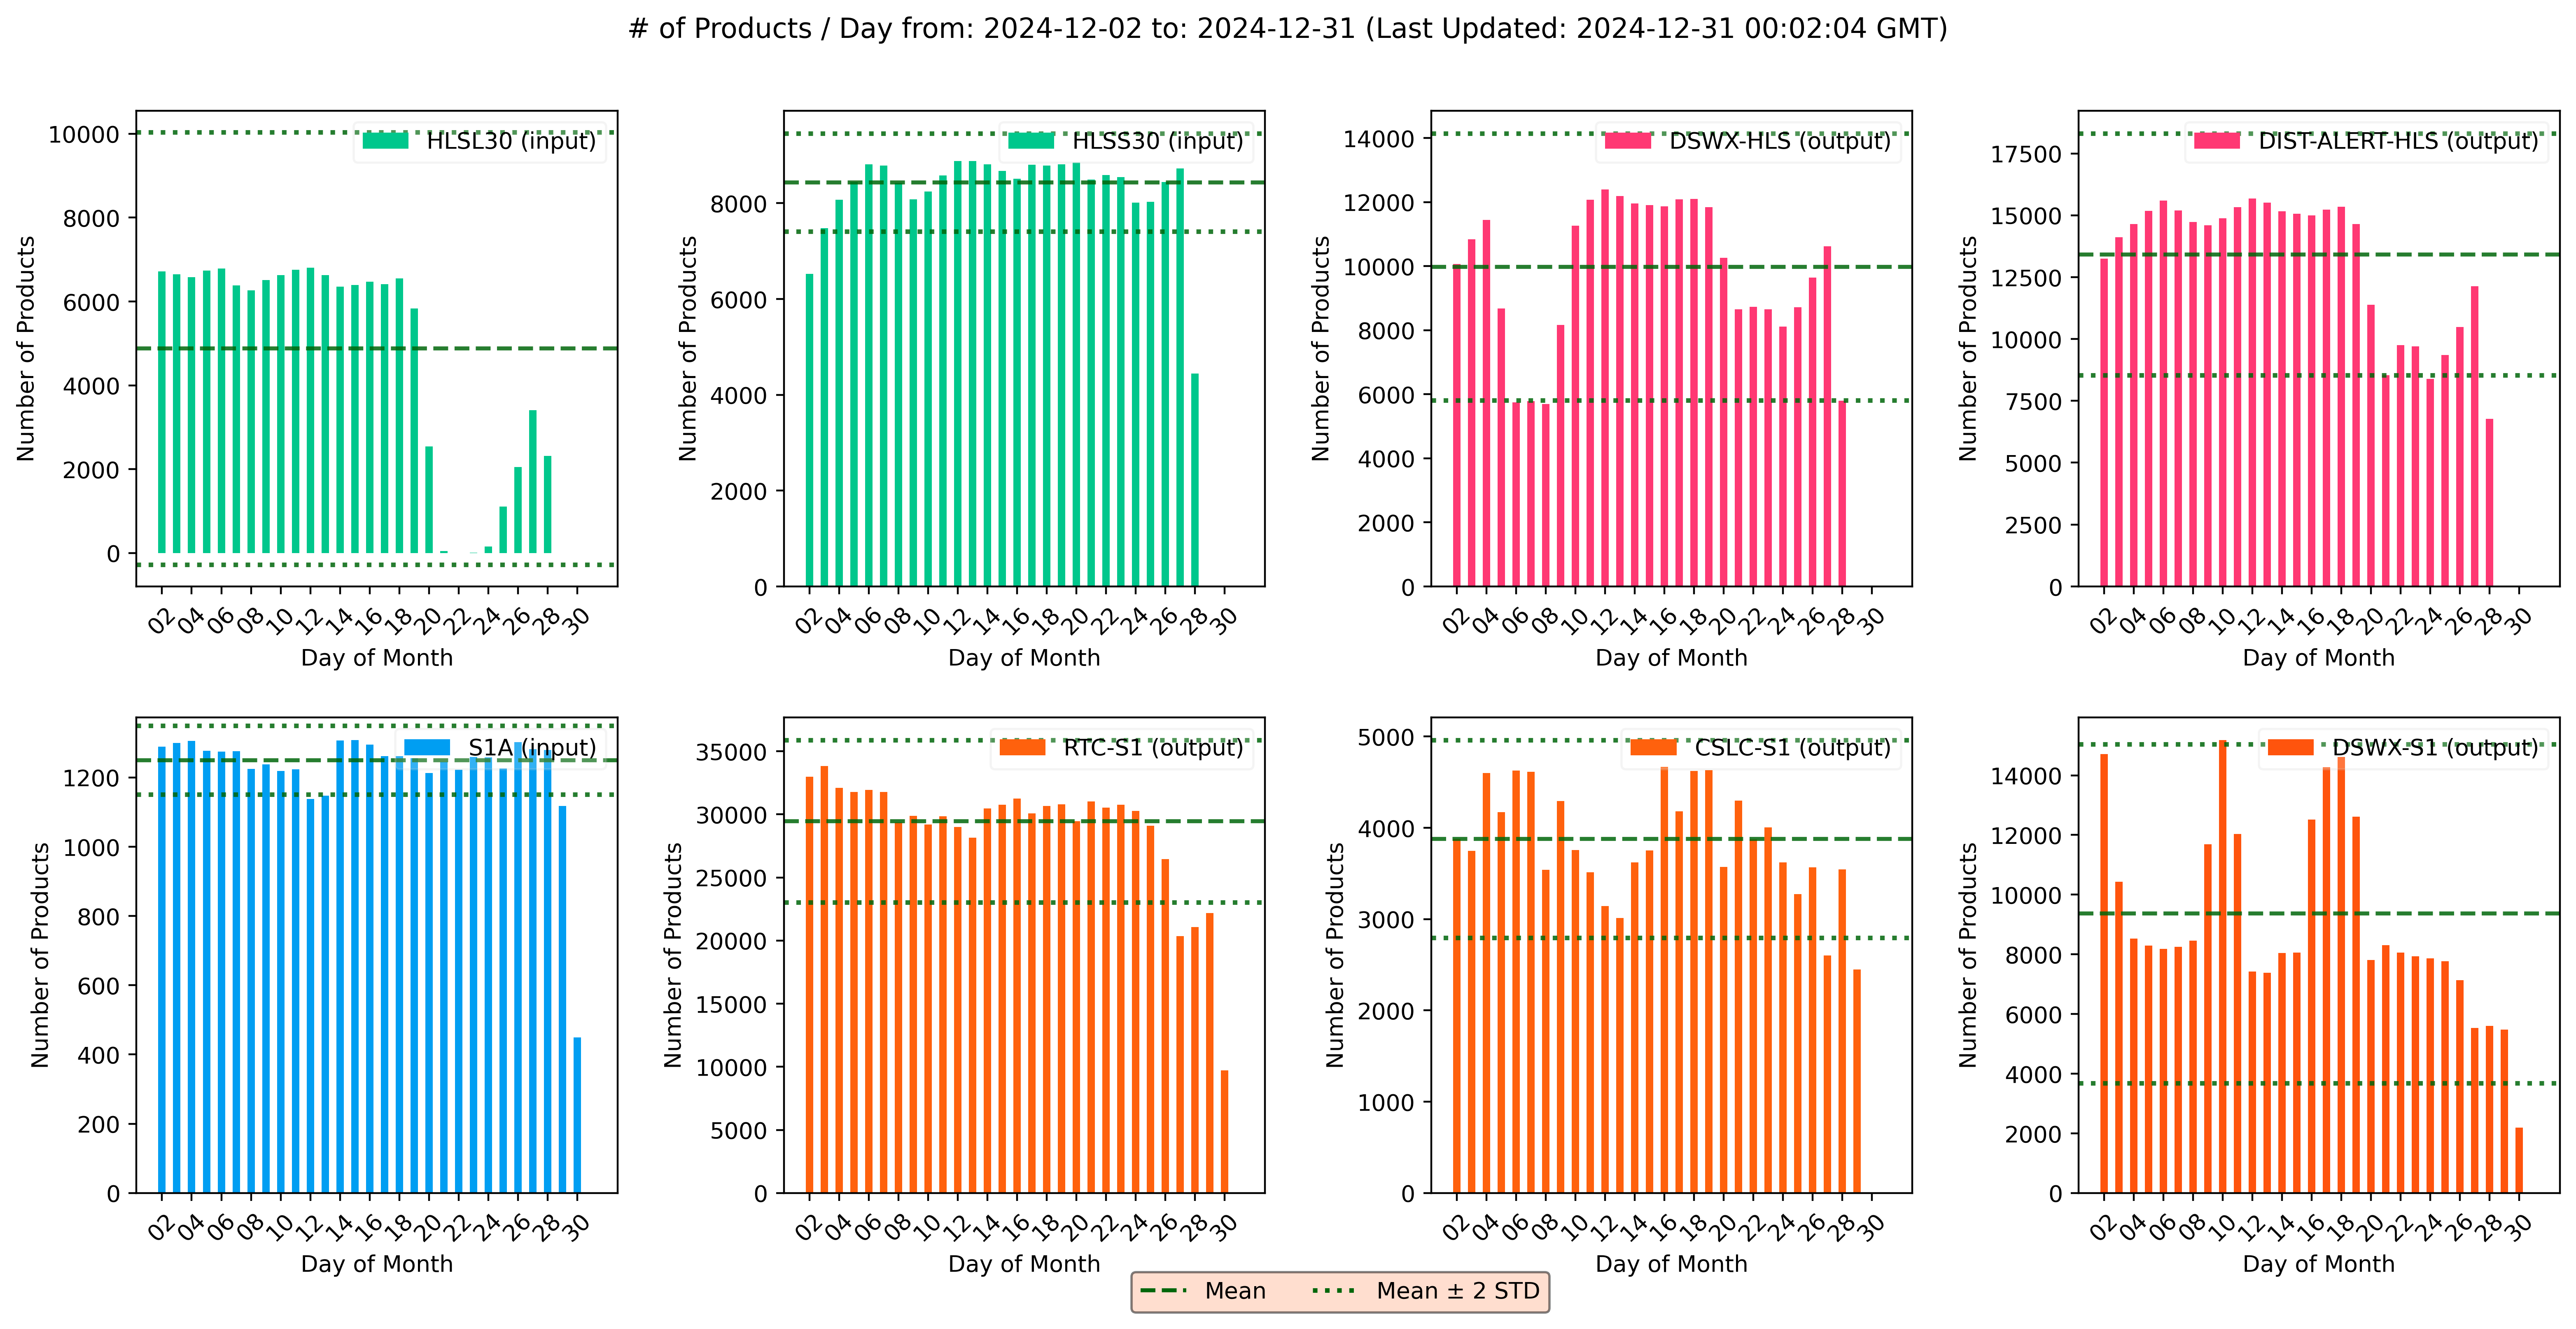 # of Products / Day from: 2024-12-02 to: 2024-12-31 (Last Updated: 2024-12-31 00:02:04 GMT)
HLSL30 (input)
Number of Products
10000
8000
6000
4000
2000
0
02 04 06 08 10 12 14 16 18 20 22 24 26 28 30
Day of Month
HLSS30 (input)
Number of Products
8000
6000
4000
2000
0
02 04 06 08 10 12 14 16 18 20 22 24 26 28 30
Day of Month
DSWX-HLS (output)
Number of Products
14000
12000
10000
8000
6000
4000
2000
0
02 04 06 08 10 12 14 16 18 20 22 24 26 28 30
Day of Month
DIST-ALERT-HLS (output)
Number of Products
17500
15000
12500
10000
7500
5000
2500
0
02 04 06 08 10 12 14 16 18 20 22 24 26 28 30
Day of Month
S1A (input)
Number of Products
1200
1000
800
600
400
200
0
02 04 06 08 10 12 14 16 18 20 22 24 26 28 30
Day of Month
RTC-S1 (output)
Number of Products
35000
30000
25000
20000
15000
10000
5000
0
02 04 06 08 10 12 14 16 18 20 22 24 26 28 30
Day of Month
CSLC-S1 (output)
Number of Products
5000
4000
3000
2000
1000
0
02 04 06 08 10 12 14 16 18 20 22 24 26 28 30
Day of Month
DSWX-S1 (output)
Number of Products
14000
12000
10000
8000
6000
4000
2000
0
02 04 06 08 10 12 14 16 18 20 22 24 26 28 30
Day of Month
Mean
Mean ± 2 STD